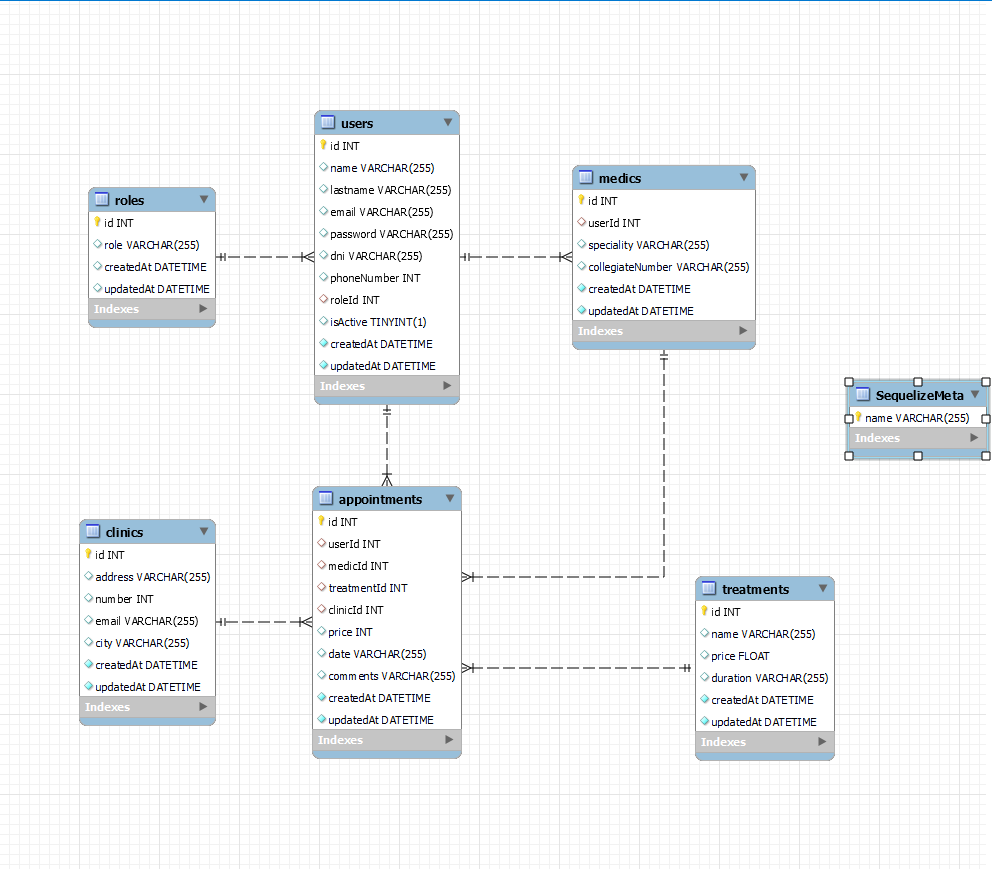 users
id INT
name VARCHAR(255)
lastname VARCHAR(255)
email VARCHAR(255)
password VARCHAR(255)
dni VARCHAR(255)
phoneNumber INT
roleId INT
isActive TINYINT(1)
createdAt DATETIME
updatedAt DATETIME
Indexes
medics
id INT
userId INT
speciality VARCHAR(255)
collegiateNumber VARCHAR(255)
createdAt DATETIME
updatedAt DATETIME
Indexes
roles
id INT
role VARCHAR(255)
createdAt DATETIME
updatedAt DATETIME
Indexes
SequelizeMeta
name VARCHAR(255)
Indexes
appointments
id INT
userId INT
medicId INT
treatmentId INT
clinicId INT
price INT
date VARCHAR(255)
comments VARCHAR(255)
createdAt DATETIME
updatedAt DATETIME
Indexes
clinics
id INT
address VARCHAR(255)
number INT
email VARCHAR(255)
city VARCHAR(255)
createdAt DATETIME
updatedAt DATETIME
Indexes
treatments
id INT
name VARCHAR(255)
price FLOAT
duration VARCHAR(255)
createdAt DATETIME
updatedAt DATETIME
Indexes